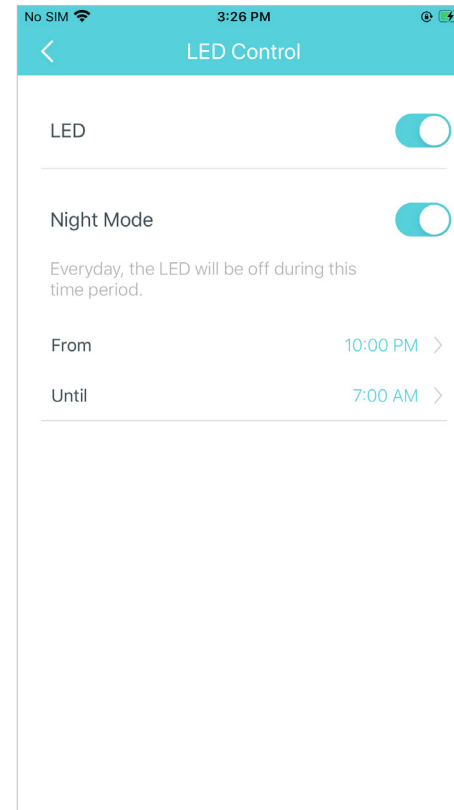 No SIM 3:26 PM
LED Control
LED
Night Mode
Everyday, the LED will be off during this
time period.
From 10:00 PM
Until 7:00 AM